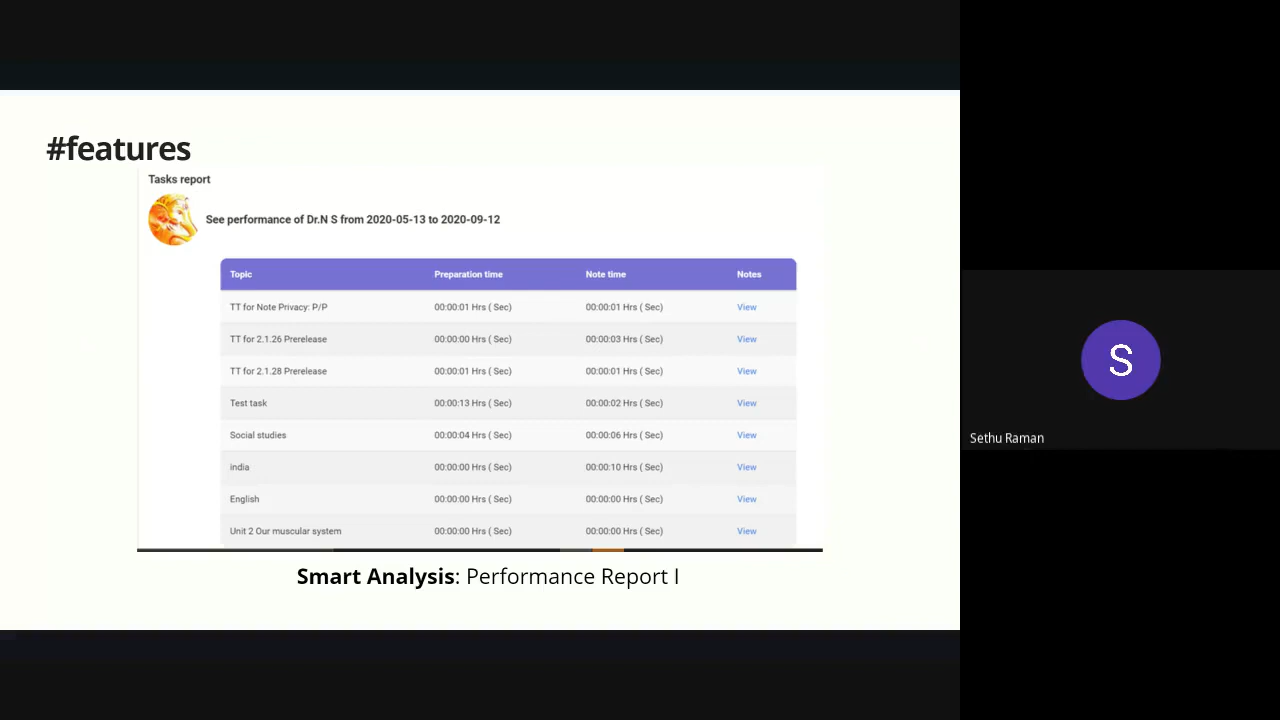 #features
Tasks report
See performance of Dr.N S from 2020-05-13 to 2020-09-12
Topic Preparation time Note time Notes
TT for Note Privacy: P/P 00:00:01 Hrs ( Sec) 00:00:01 Hrs ( Sec) View
TT for 2.1.26 Prerelease 00:00:00 Hrs ( Sec) 00:00:03 Hrs ( Sec) View
TT for 2.1.28 Prerelease 00:00:01 Hrs ( Sec) 00:00:01 Hrs ( Sec) View
Test task 00:00:13 Hrs ( Sec) 00:00:02 Hrs ( Sec) View
Social studies 00:00:04 Hrs ( Sec) 00:00:06 Hrs ( Sec) View
india 00:00:00 Hrs ( Sec) 00:00:10 Hrs ( Sec) View
English 00:00:00 Hrs ( Sec) 00:00:00 Hrs ( Sec) View
Unit 2 Our muscular system 00:00:00 Hrs ( Sec) 00:00:00 Hrs ( Sec) View
Smart Analysis: Performance Report I
S
Sethu Raman